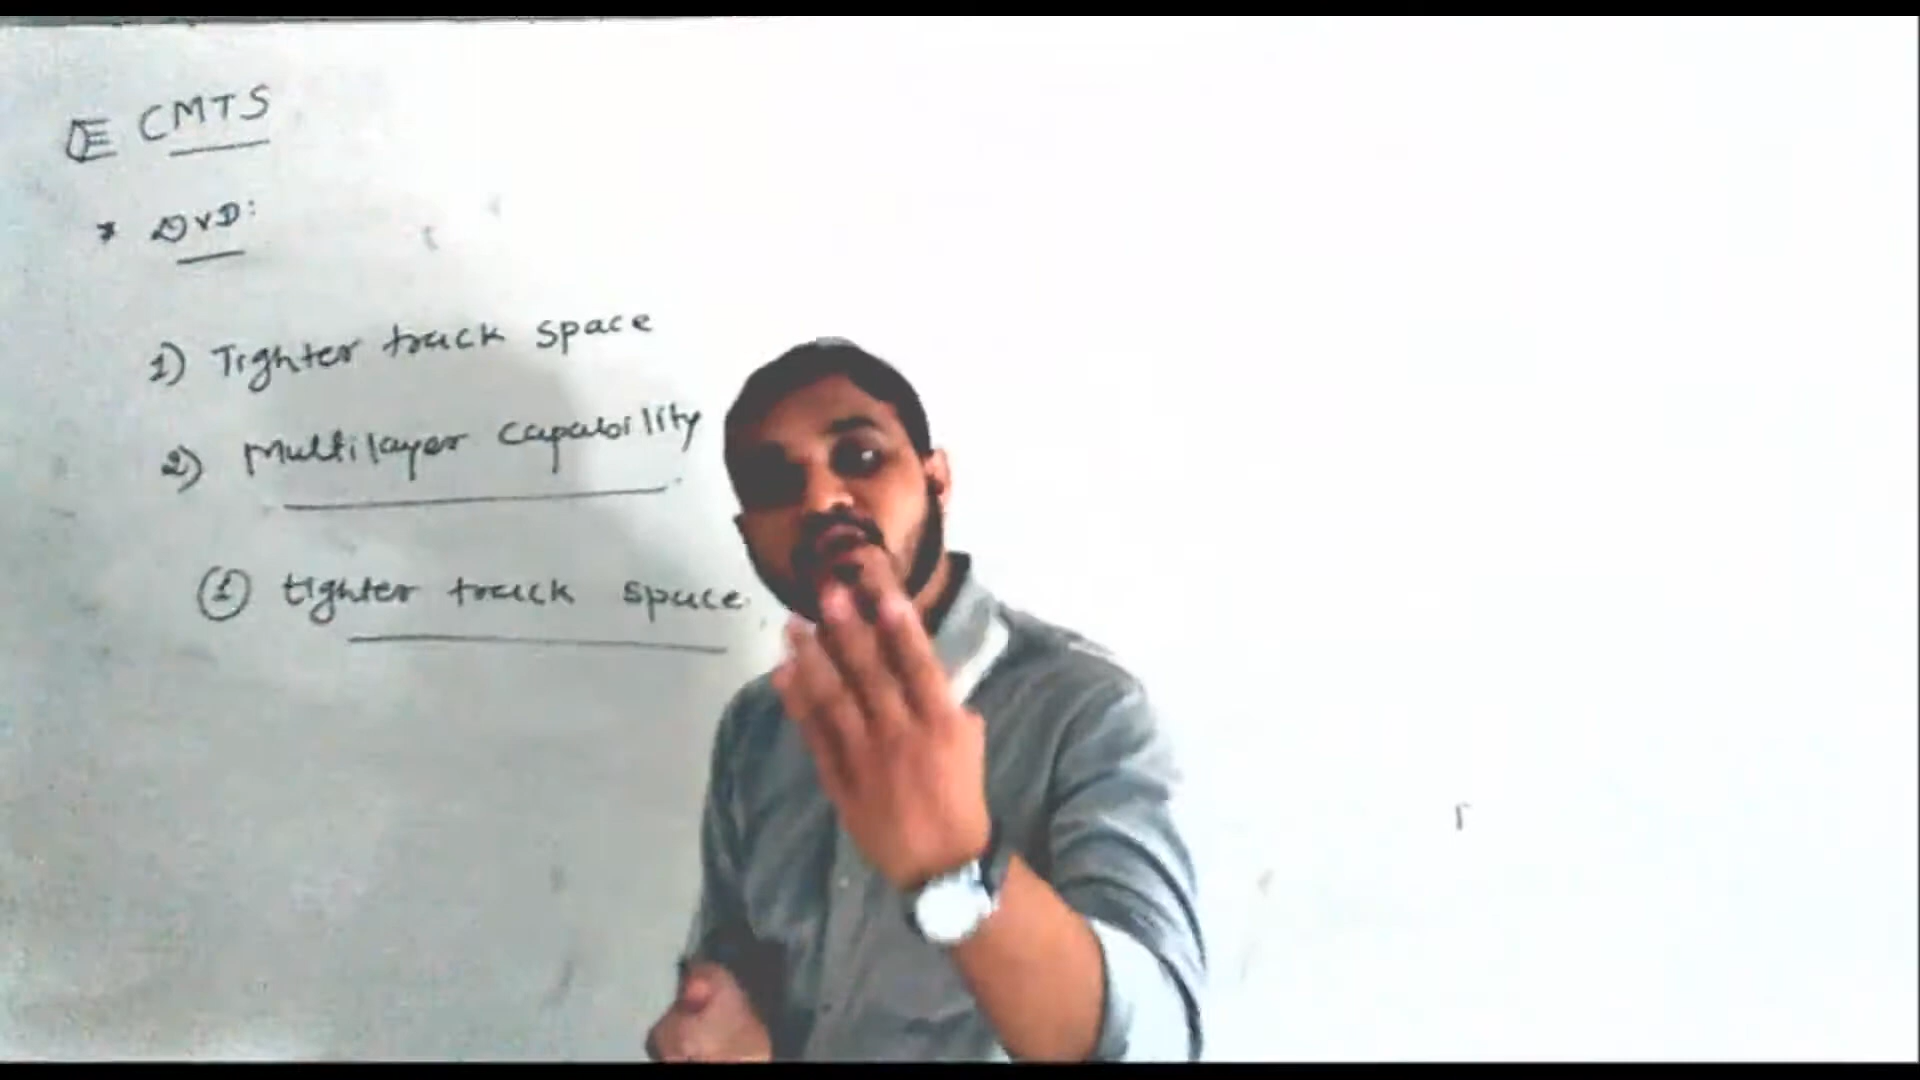 CMTS
* DVD:
1) Tighter track space
2) Multilayer capability
① tighter track space